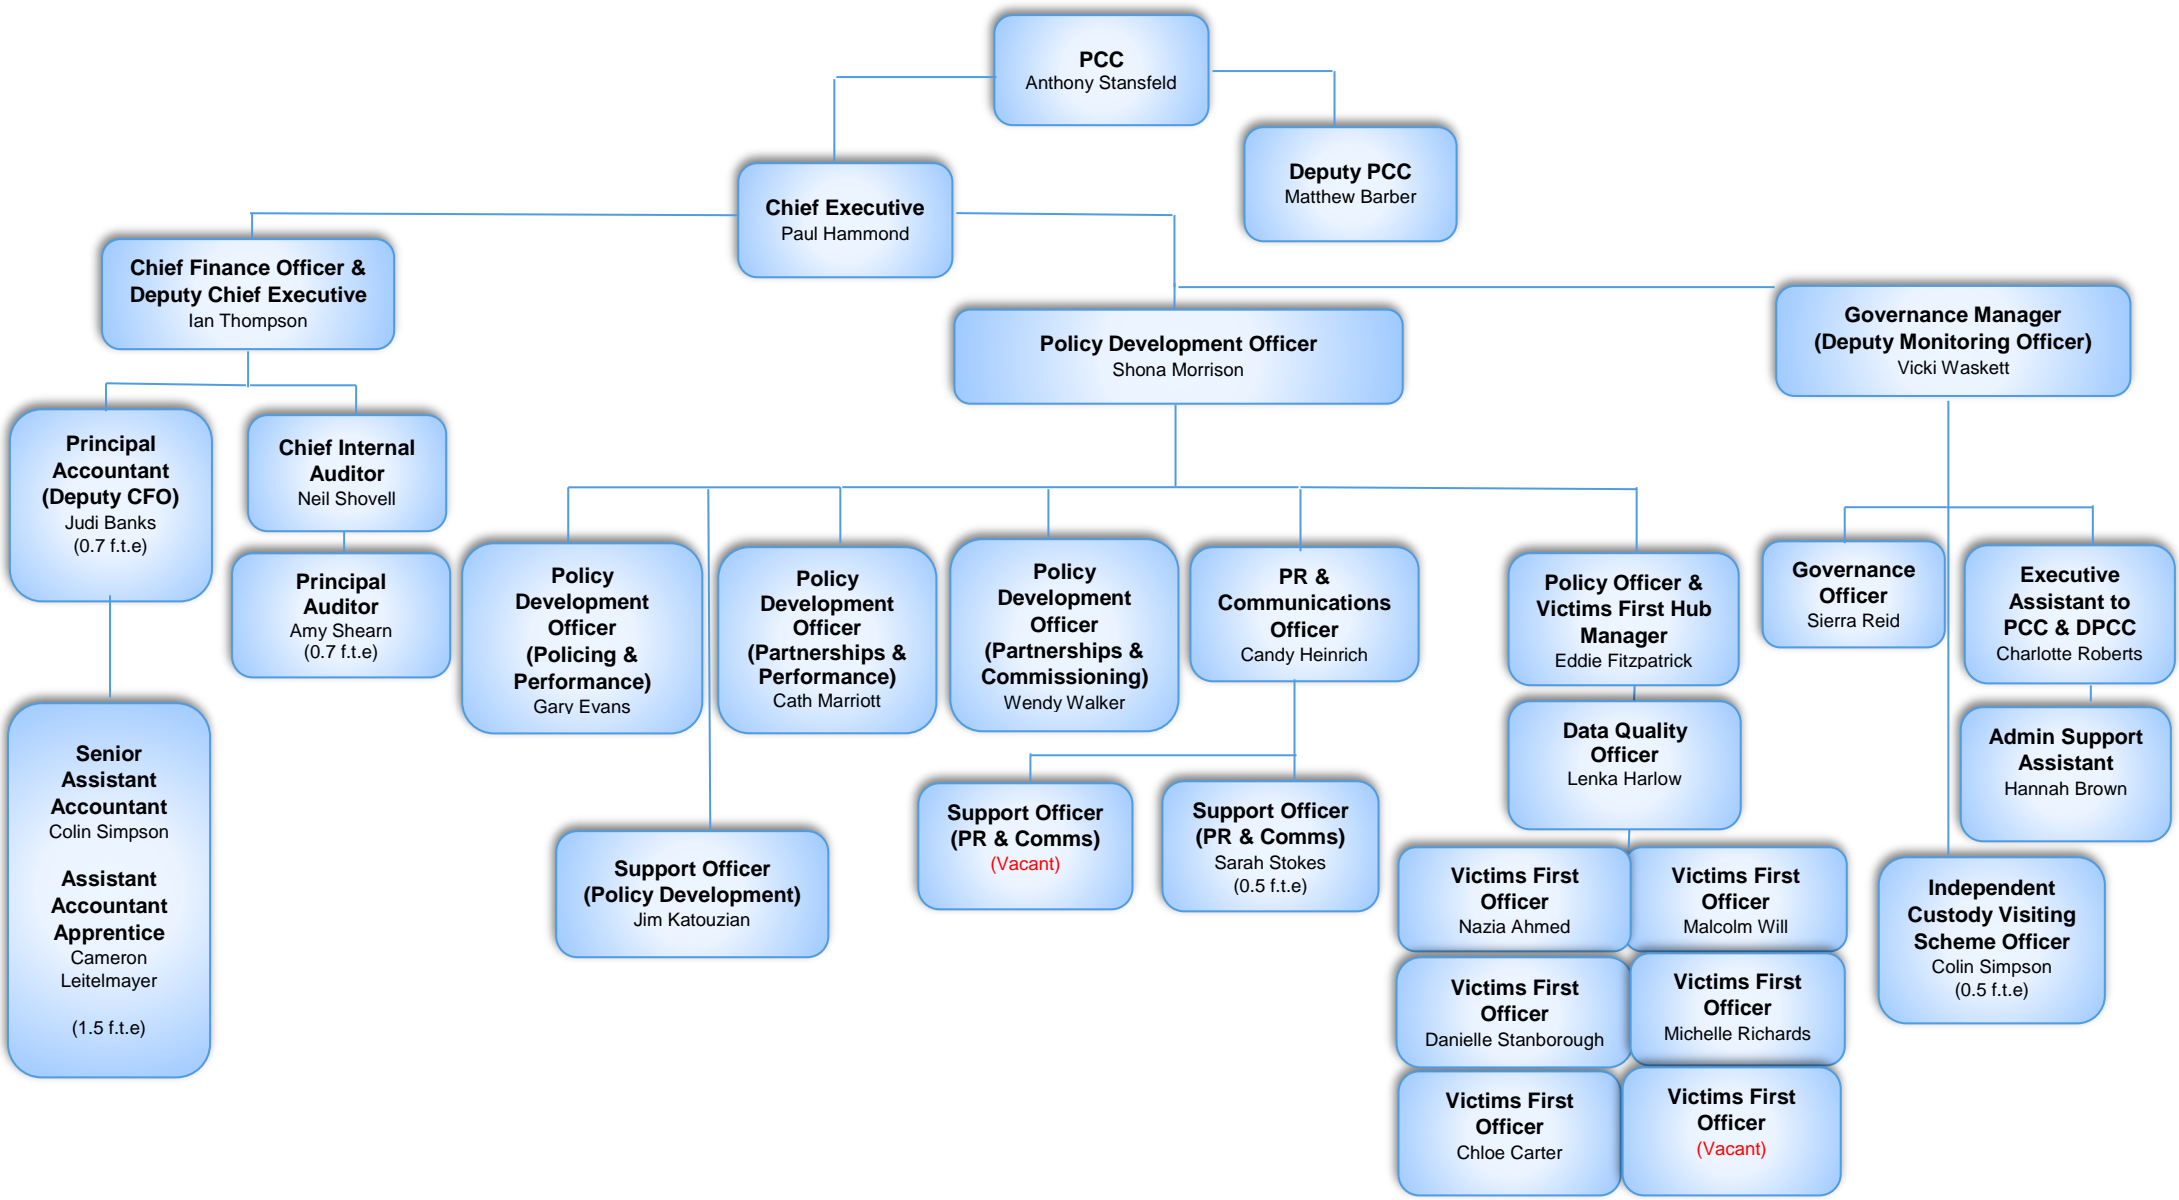 PCC
Anthony Stansfeld
Deputy PCC
Matthew Barber
Chief Executive
Paul Hammond
Chief Finance Officer &
Deputy Chief Executive
Ian Thompson
Policy Development Officer
Shona Morrison
Governance Manager
(Deputy Monitoring Officer)
Vicki Waskett
Principal
Accountant
(Deputy CFO)
Judi Banks
(0.7 f.t.e)
Chief Internal
Auditor
Neil Shovell
Principal
Auditor
Amy Shearn
(0.7 f.t.e)
Senior
Assistant
Accountant
Colin Simpson
Assistant
Accountant
Apprentice
Cameron
Leitelmayer
(1.5 f.t.e)
Policy
Development
Officer
(Policing &
Performance)
Gary Evans
Support Officer
(Policy Development)
Jim Katouzian
Policy
Development
Officer
(Partnerships &
Performance)
Cath Marriott
Policy
Development
Officer
(Partnerships &
Commissioning)
Wendy Walker
PR &
Communications
Officer
Candy Heinrich
Support Officer
(PR & Comms)
(Vacant)
Support Officer
(PR & Comms)
Sarah Stokes
(0.5 f.t.e)
Policy Officer &
Victims First Hub
Manager
Eddie Fitzpatrick
Data Quality
Officer
Lenka Harlow
Victims First
Officer
Nazia Ahmed
Victims First
Officer
Malcolm Will
Victims First
Officer
Danielle Stanborough
Victims First
Officer
Michelle Richards
Victims First
Officer
Chloe Carter
Victims First
Officer
(Vacant)
Governance
Officer
Sierra Reid
Executive
Assistant to
PCC & DPCC
Charlotte Roberts
Admin Support
Assistant
Hannah Brown
Independent
Custody Visiting
Scheme Officer
Colin Simpson
(0.5 f.t.e)